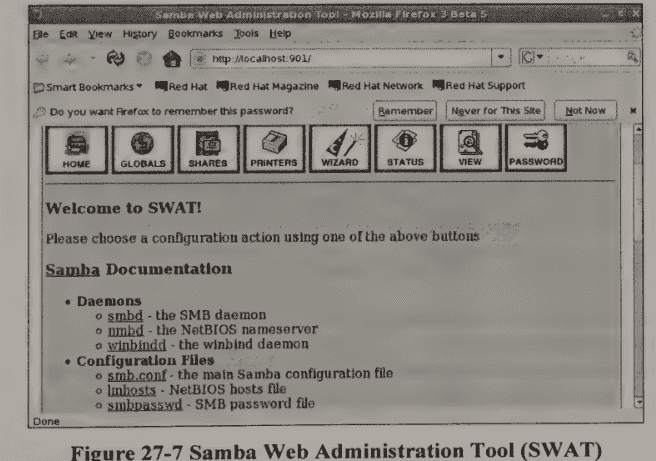 Samba Web Administration Tool - Mozilla Firefox 3 Beta 5
File Edit View History Bookmarks Tools Help
http://localhost:901/
Smart Bookmarks Red Hat Red Hat Magazine Red Hat Network Red Hat Support
Do you want Firefox to remember this password? Remember Never for This Site Not Now
HOME GLOBALS SHARES PRINTERS WIZARD STATUS VIEW PASSWORD
Welcome to SWAT!
Please choose a configuration action using one of the above buttons
Samba Documentation
• Daemons
o smbd - the SMB daemon
o nmbd - the NetBIOS nameserver
o winbindd - the winbind daemon
• Configuration Files
o smb.conf - the main Samba configuration file
o lmhosts - NetBIOS hosts file
o smbpasswd - SMB password file
Done
Figure 27-7 Samba Web Administration Tool (SWAT)